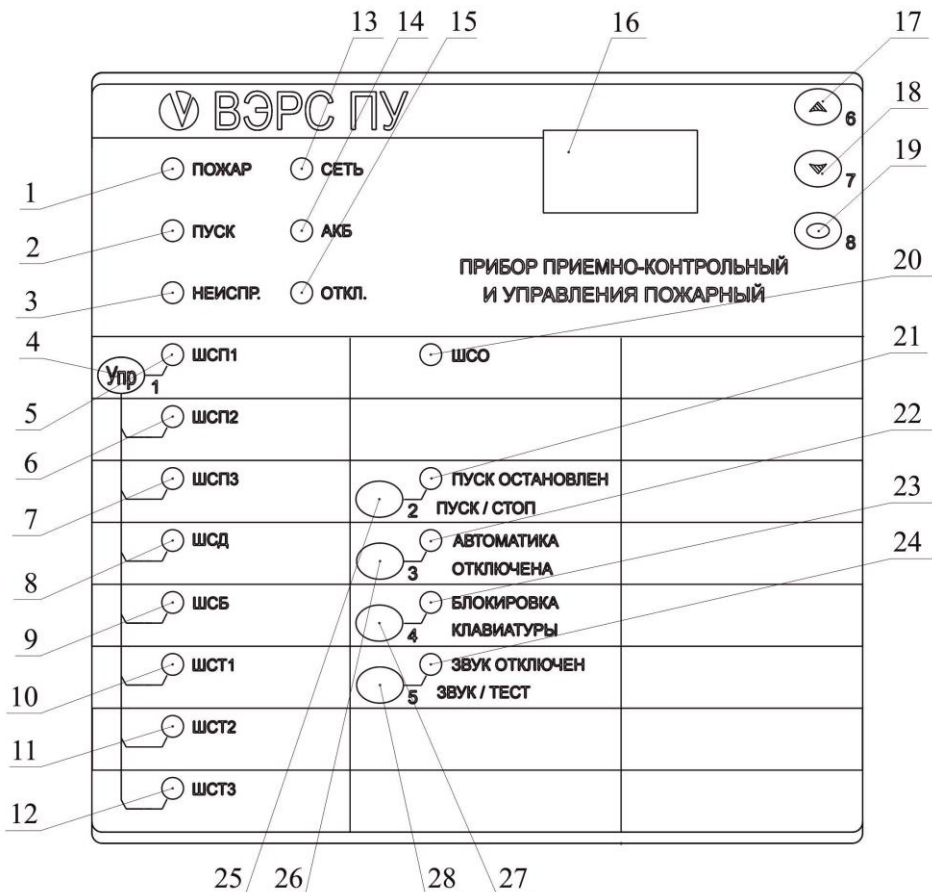 13 14 15 16 17
ВЭРС ПУ
6
18
1 ПОЖАР СЕТЬ
7
19
2 ПУСК АКБ
8
ПРИБОР ПРИЕМНО-КОНТРОЛЬНЫЙ
И УПРАВЛЕНИЯ ПОЖАРНЫЙ
20
3 НЕИСПР. ОТКЛ.
21
4 Упр 1 ШСП1 ШСО
5
22
ШСП2
6
23
ШСП3 ПУСК ОСТАНОВЛЕН
2 ПУСК / СТОП
7
24
ШСД АВТОМАТИКА
3 ОТКЛЮЧЕНА
8
ШСБ БЛОКИРОВКА
4 КЛАВИАТУРЫ
9
ШСТ1 ЗВУК ОТКЛЮЧЕН
5 ЗВУК / ТЕСТ
10
ШСТ2
11
ШСТ3
12
25 26 28 27